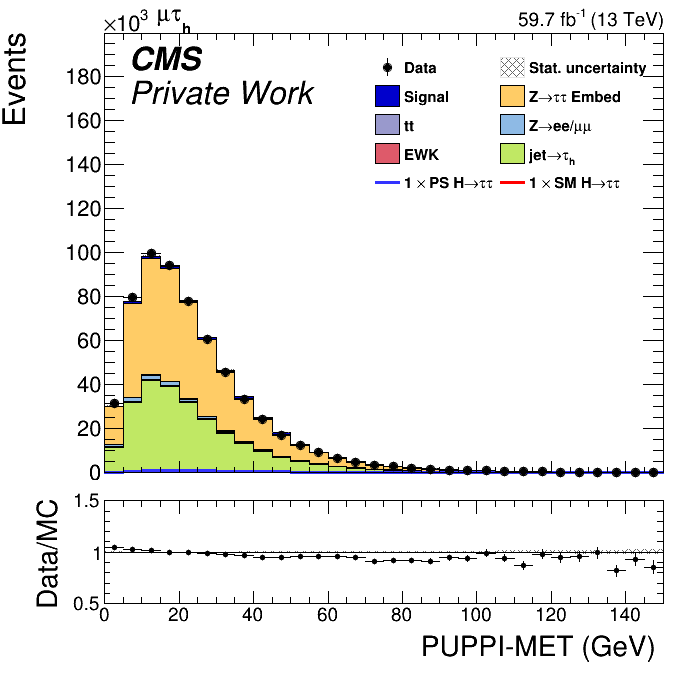 ×10³ μτₕ 59.7 fb⁻¹ (13 TeV)
Events
CMS
Private Work
Data
Stat. uncertainty
Signal
Z→ττ Embed
tt
Z→ee/μμ
EWK
jet→τₕ
1 × PS H→ττ
1 × SM H→ττ
180
160
140
120
100
80
60
40
20
0
Data/MC
1.5
1
0.5
0 20 40 60 80 100 120 140
PUPPI-MET (GeV)